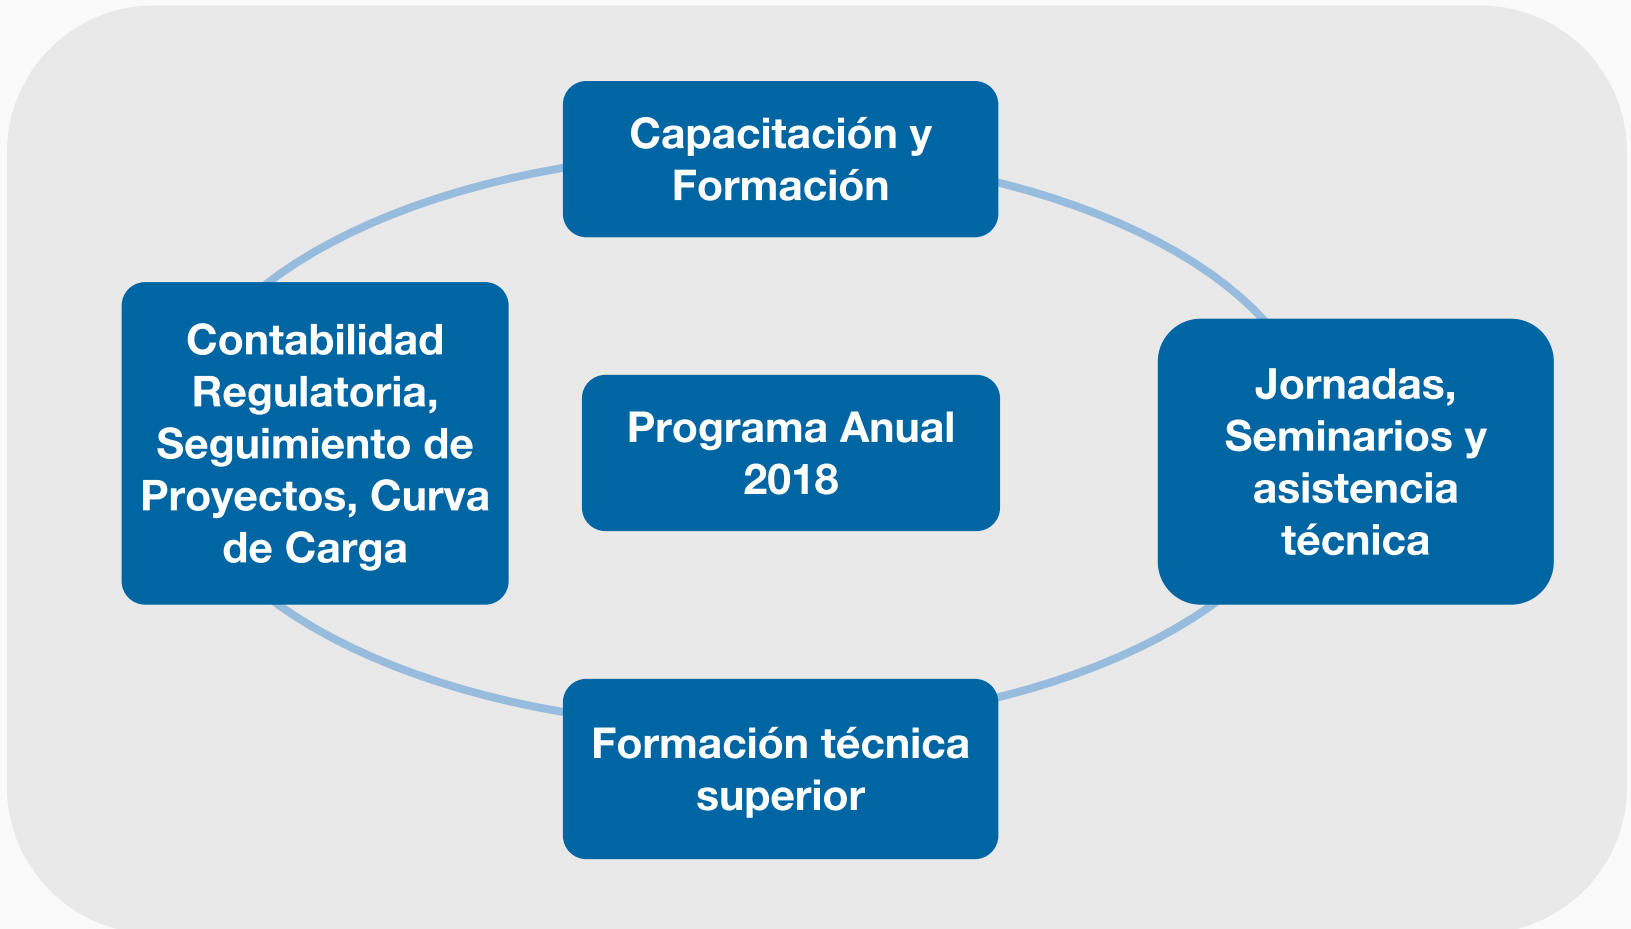 Capacitación y
Formación
Contabilidad
Regulatoria,
Seguimiento de
Proyectos, Curva
de Carga
Programa Anual
2018
Jornadas,
Seminarios y
asistencia
técnica
Formación técnica
superior